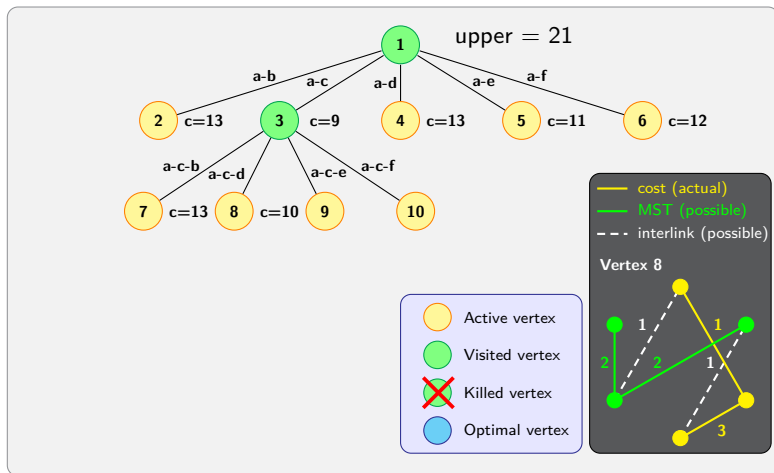 1
upper = 21
a-b
a-c
a-d
a-e
a-f
2
c=13
3
c=9
4
c=13
5
c=11
6
c=12
a-c-b
a-c-d
a-c-e
a-c-f
7
c=13
8
c=10
9
10
cost (actual)
MST (possible)
interlink (possible)
Vertex 8
1
1
2
2
1
3
Active vertex
Visited vertex
Killed vertex
Optimal vertex